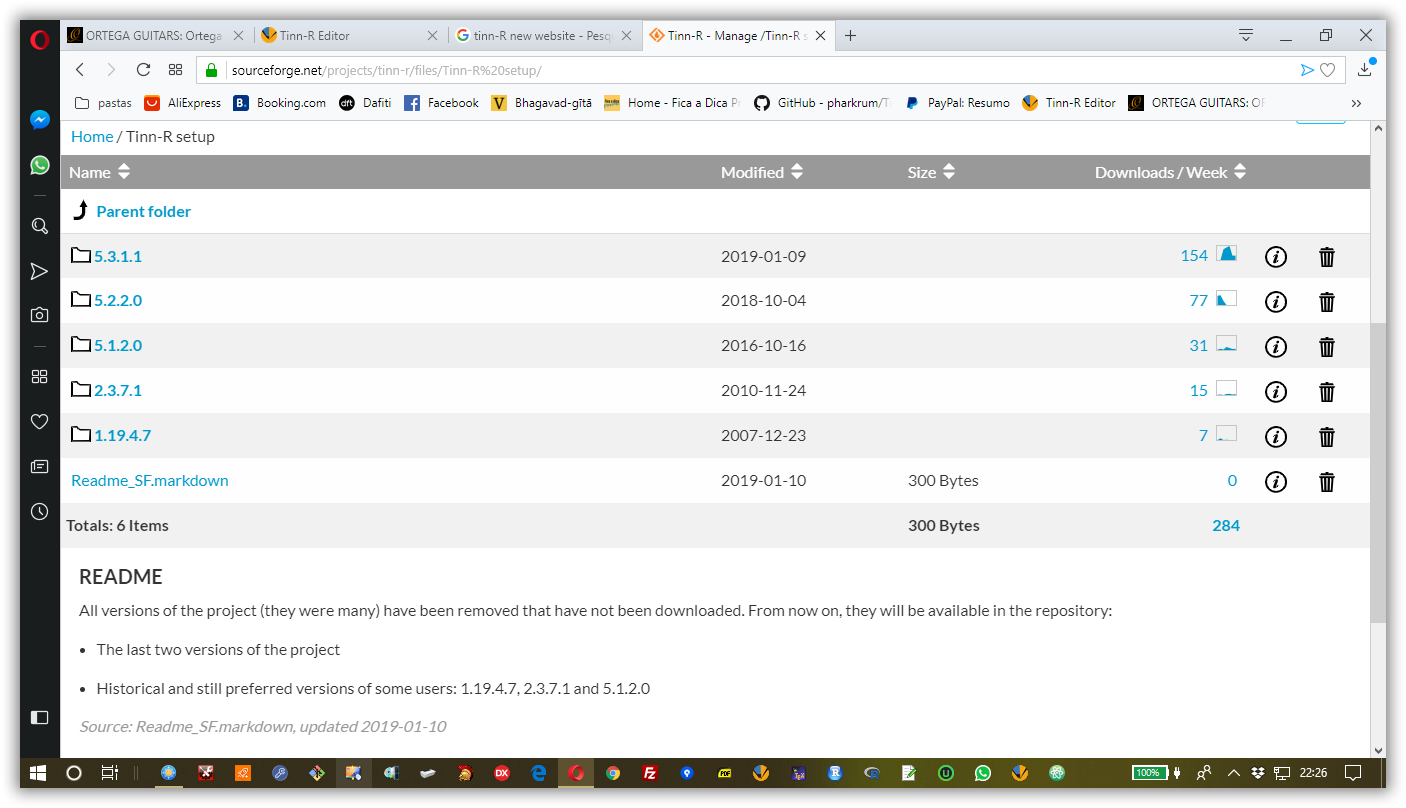 ORTEGA GUITARS: Ortega
Tinn-R Editor
tinn-R new website - Pesqu
Tinn-R - Manage /Tinn-R s
sourceforge.net/projects/tinn-r/files/Tinn-R%20setup/
pastas
AliExpress
B. Booking.com
dft Dafiti
Facebook
V Bhagavad-gītā
Home - Fica a Dica P
GitHub - pharkrum/T
PayPal: Resumo
Tinn-R Editor
ORTEGA GUITARS: OR
Home / Tinn-R setup
Name Modified Size Downloads / Week
Parent folder
5.3.1.1 2019-01-09 154
5.2.2.0 2018-10-04 77
5.1.2.0 2016-10-16 31
2.3.7.1 2010-11-24 15
1.19.4.7 2007-12-23 7
Readme_SF.markdown 2019-01-10 300 Bytes 0
Totals: 6 Items 300 Bytes 284
README
All versions of the project (they were many) have been removed that have not been downloaded. From now on, they will be available in the repository:
• The last two versions of the project
• Historical and still preferred versions of some users: 1.19.4.7, 2.3.7.1 and 5.1.2.0
Source: Readme_SF.markdown, updated 2019-01-10
DX
FZ
PDF
100%
22:26